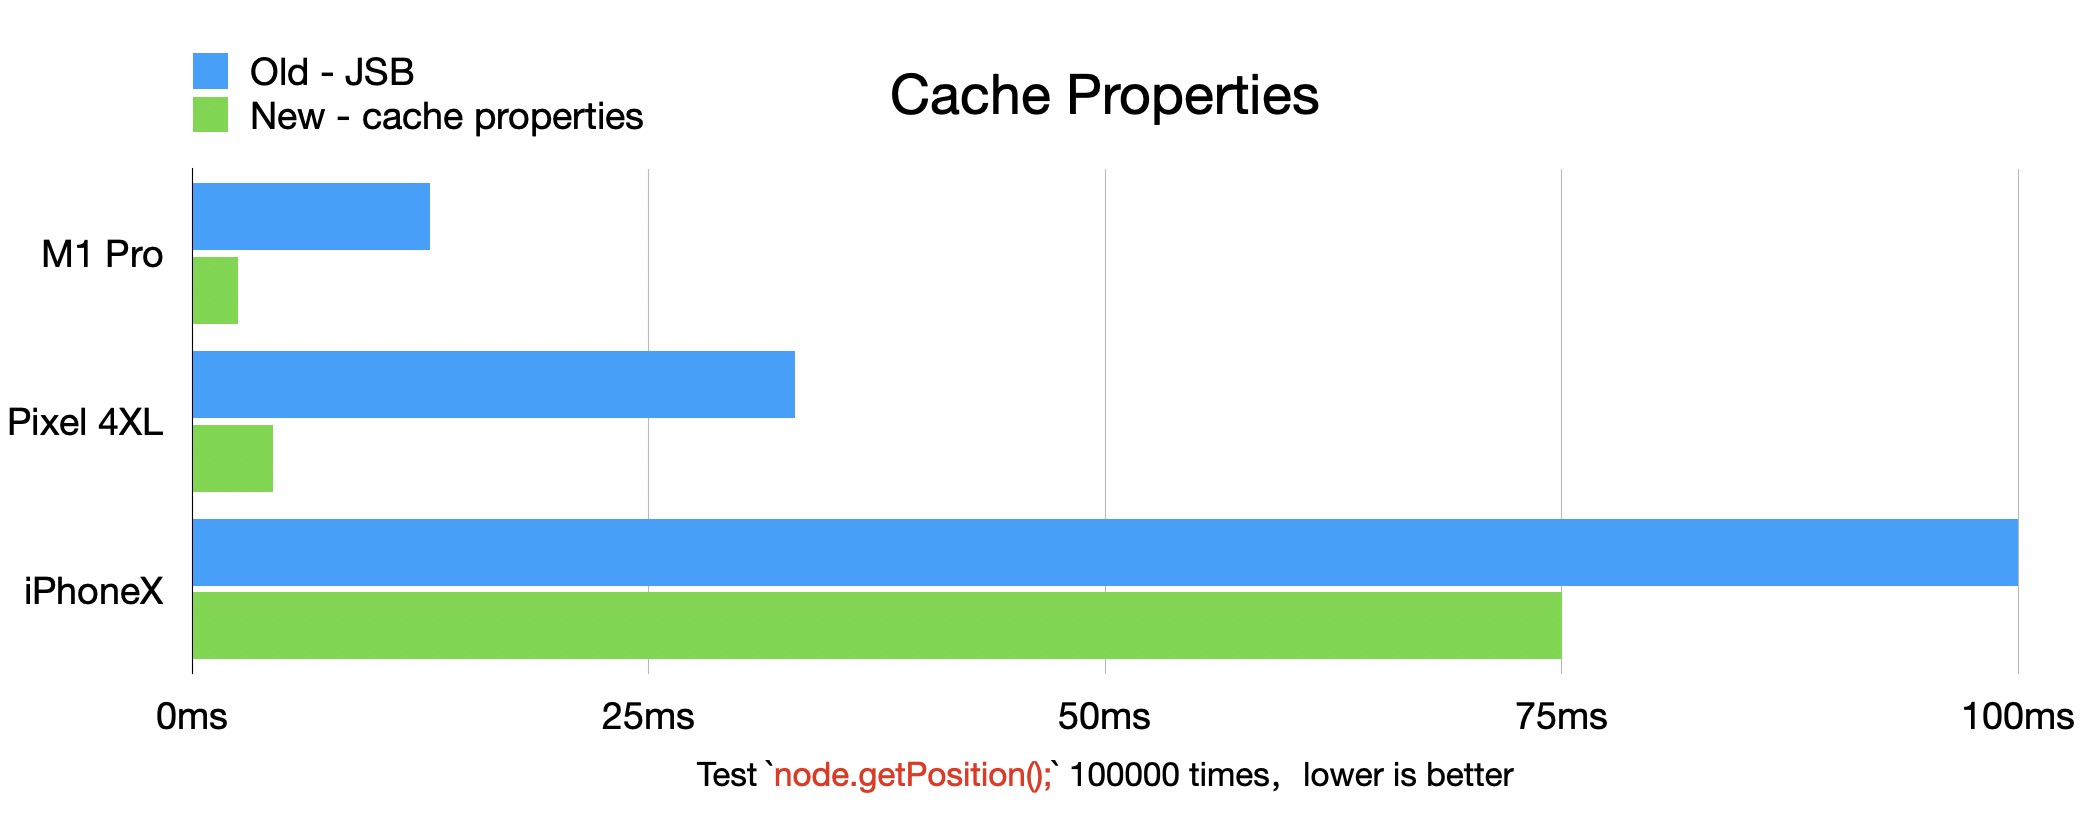 Old - JSB
New - cache properties
Cache Properties
M1 Pro
Pixel 4XL
iPhoneX
0ms 25ms 50ms 75ms 100ms
Test `node.getPosition();` 100000 times，lower is better